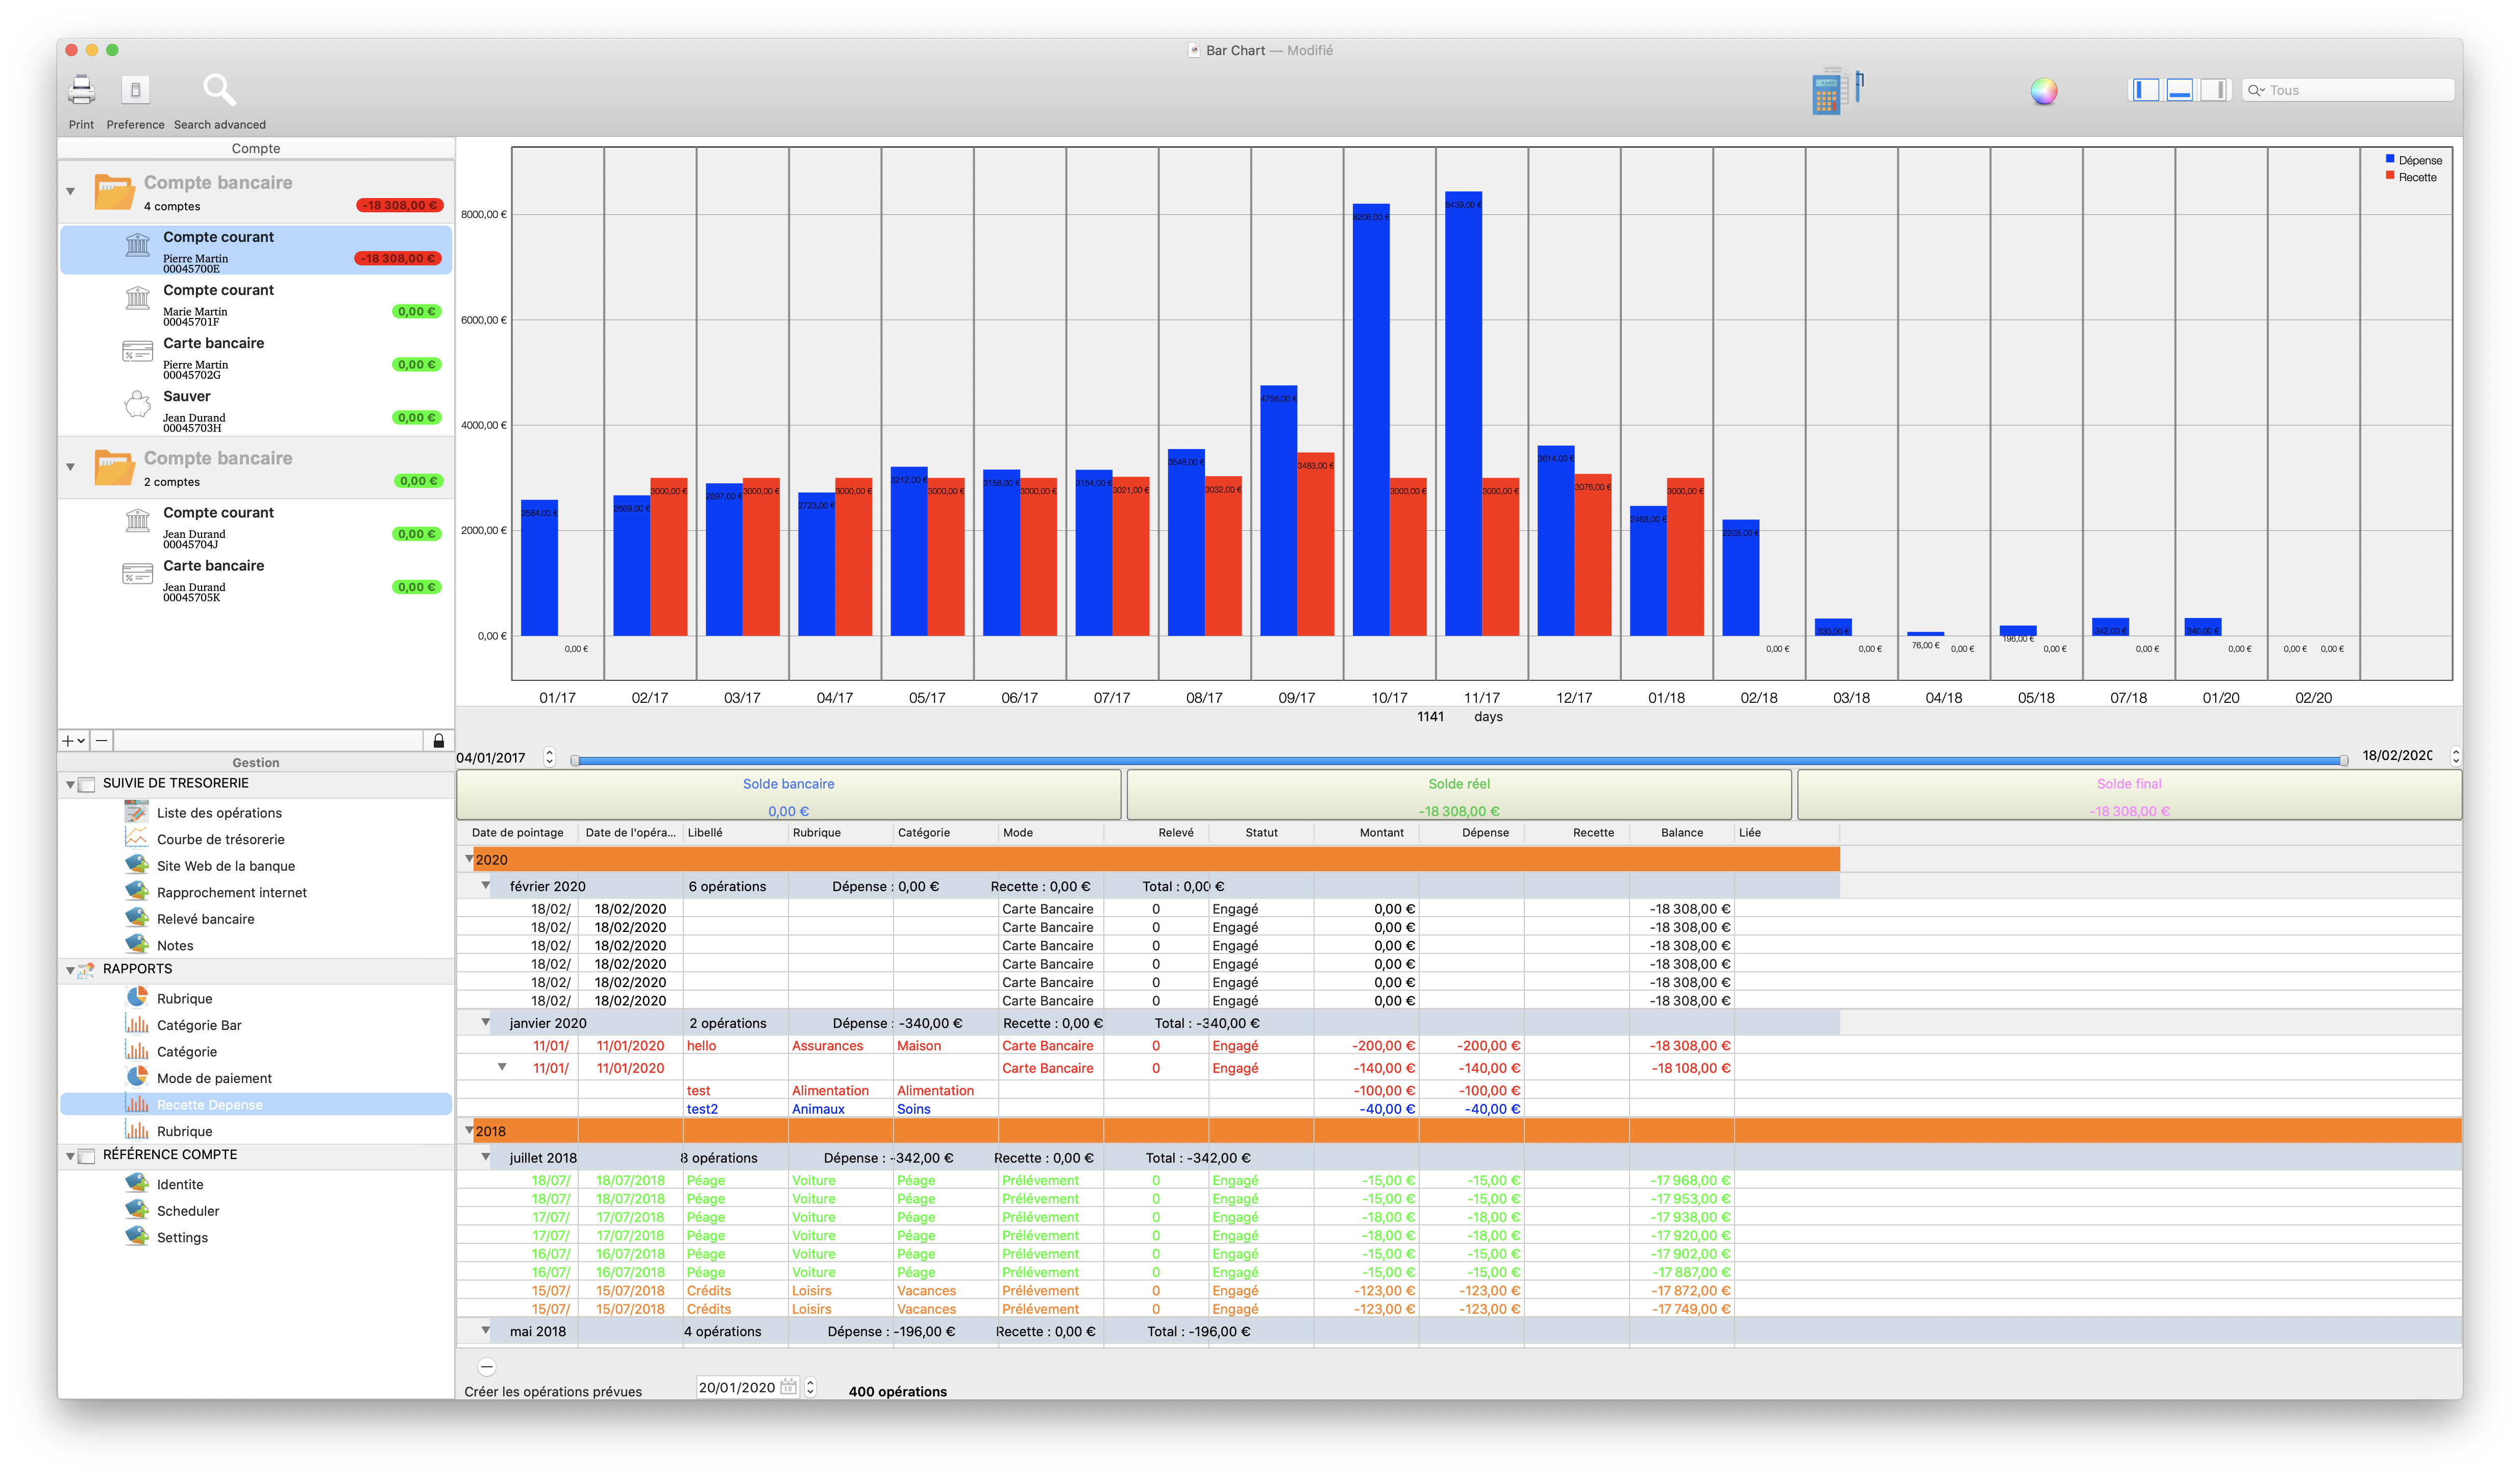 Bar Chart — Modifié
Print Preference Search advanced
Tous
Compte
Compte bancaire
4 comptes -18 308,00 €
Compte courant
Pierre Martin -18 308,00 €
00045700E
Compte courant
Marie Martin 0,00 €
00045701F
Carte bancaire
Pierre Martin 0,00 €
00045702G
Sauver
Jean Durand 0,00 €
00045703H
Compte bancaire
2 comptes 0,00 €
Compte courant
Jean Durand 0,00 €
00045704J
Carte bancaire
Jean Durand 0,00 €
00045705K
Gestion
SUIVIE DE TRESORERIE
Liste des opérations
Courbe de trésorerie
Site Web de la banque
Rapprochement internet
Relevé bancaire
Notes
RAPPORTS
Rubrique
Catégorie Bar
Catégorie
Mode de paiement
Recette Depense
Rubrique
RÉFÉRENCE COMPTE
Identite
Scheduler
Settings
Dépense
Recette
8000,00 €
6000,00 €
4000,00 €
2000,00 €
0,00 €
2584,00 € 0,00 €
2669,00 € 3000,00 €
2897,00 € 3000,00 €
2723,00 € 3000,00 €
3212,00 € 3000,00 €
3158,00 € 3000,00 €
3154,00 € 3021,00 €
3548,00 € 3032,00 €
4756,00 € 3483,00 €
8206,00 € 3000,00 €
8439,00 € 3000,00 €
3614,00 € 3076,00 €
2468,00 € 3000,00 €
2208,00 € 0,00 €
330,00 € 0,00 €
76,00 € 0,00 €
196,00 € 0,00 €
342,00 € 0,00 €
340,00 € 0,00 €
0,00 € 0,00 €
01/17 02/17 03/17 04/17 05/17 06/17 07/17 08/17 09/17 10/17 11/17 12/17 01/18 02/18 03/18 04/18 05/18 07/18 01/20 02/20
1141 days
04/01/2017 18/02/2020
Solde bancaire Solde réel Solde final
0,00 € -18 308,00 € -18 308,00 €
Date de pointage Date de l'opéra... Libellé Rubrique Catégorie Mode Relevé Statut Montant Dépense Recette Balance Liée
2020
février 2020 6 opérations Dépense : 0,00 € Recette : 0,00 € Total : 0,00 €
18/02/ 18/02/2020 Carte Bancaire 0 Engagé 0,00 € -18 308,00 €
18/02/ 18/02/2020 Carte Bancaire 0 Engagé 0,00 € -18 308,00 €
18/02/ 18/02/2020 Carte Bancaire 0 Engagé 0,00 € -18 308,00 €
18/02/ 18/02/2020 Carte Bancaire 0 Engagé 0,00 € -18 308,00 €
18/02/ 18/02/2020 Carte Bancaire 0 Engagé 0,00 € -18 308,00 €
18/02/ 18/02/2020 Carte Bancaire 0 Engagé 0,00 € -18 308,00 €
janvier 2020 2 opérations Dépense : -340,00 € Recette : 0,00 € Total : -340,00 €
11/01/ 11/01/2020 hello Assurances Maison Carte Bancaire 0 Engagé -200,00 € -200,00 € -18 308,00 €
11/01/ 11/01/2020 Carte Bancaire 0 Engagé -140,00 € -140,00 € -18 108,00 €
test Alimentation Alimentation -100,00 € -100,00 €
test2 Animaux Soins -40,00 € -40,00 €
2018
juillet 2018 8 opérations Dépense : -342,00 € Recette : 0,00 € Total : -342,00 €
18/07/ 18/07/2018 Péage Voiture Péage Prélévement 0 Engagé -15,00 € -15,00 € -17 968,00 €
18/07/ 18/07/2018 Péage Voiture Péage Prélévement 0 Engagé -15,00 € -15,00 € -17 953,00 €
17/07/ 17/07/2018 Péage Voiture Péage Prélévement 0 Engagé -18,00 € -18,00 € -17 938,00 €
17/07/ 17/07/2018 Péage Voiture Péage Prélévement 0 Engagé -18,00 € -18,00 € -17 920,00 €
16/07/ 16/07/2018 Péage Voiture Péage Prélévement 0 Engagé -15,00 € -15,00 € -17 902,00 €
16/07/ 16/07/2018 Péage Voiture Péage Prélévement 0 Engagé -15,00 € -15,00 € -17 887,00 €
15/07/ 15/07/2018 Crédits Loisirs Vacances Prélévement 0 Engagé -123,00 € -123,00 € -17 872,00 €
15/07/ 15/07/2018 Crédits Loisirs Vacances Prélévement 0 Engagé -123,00 € -123,00 € -17 749,00 €
mai 2018 4 opérations Dépense : -196,00 € Recette : 0,00 € Total : -196,00 €
Créer les opérations prévues 20/01/2020 400 opérations